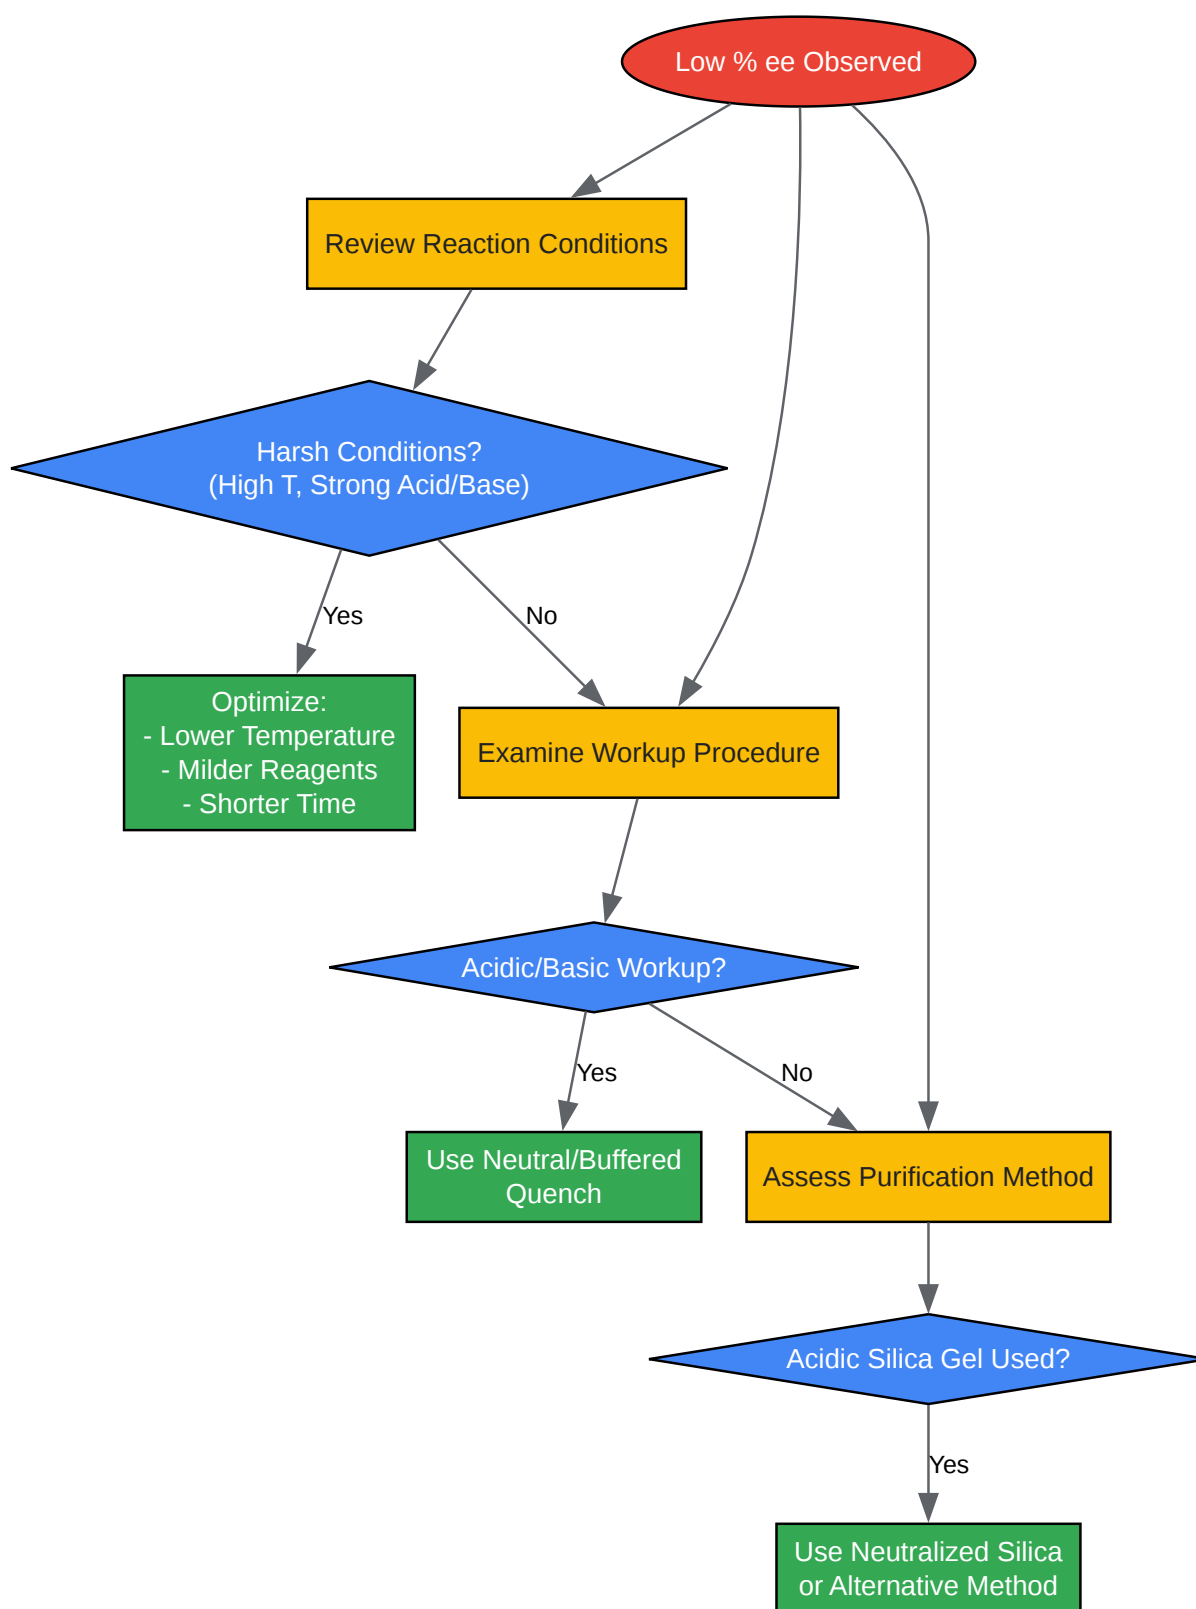 Low % ee Observed
Review Reaction Conditions
Harsh Conditions?
(High T, Strong Acid/Base)
Yes
No
Optimize:
- Lower Temperature
- Milder Reagents
- Shorter Time
Examine Workup Procedure
Acidic/Basic Workup?
Yes
No
Use Neutral/Buffered
Quench
Assess Purification Method
Acidic Silica Gel Used?
Yes
Use Neutralized Silica
or Alternative Method